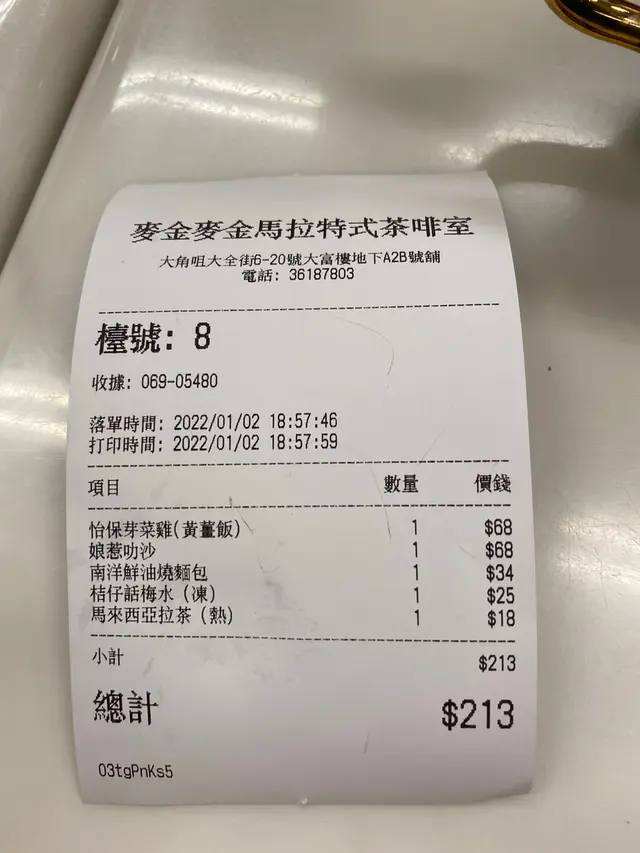 麥金麥金馬拉特式茶啡室
大角咀大全街6-20號大富樓地下A2B號舖
電話: 36187803
檯號: 8
收據: 069-05480
落單時間: 2022/01/02 18:57:46
打印時間: 2022/01/02 18:57:59
項目 數量 價錢
怡保芽菜雞(黃薑飯) 1 $68
娘惹叻沙 1 $68
南洋鮮油燒麵包 1 $34
桔仔話梅水 (凍) 1 $25
馬來西亞拉茶 (熱) 1 $18
小計 $213
總計 $213
03tgPnKs5